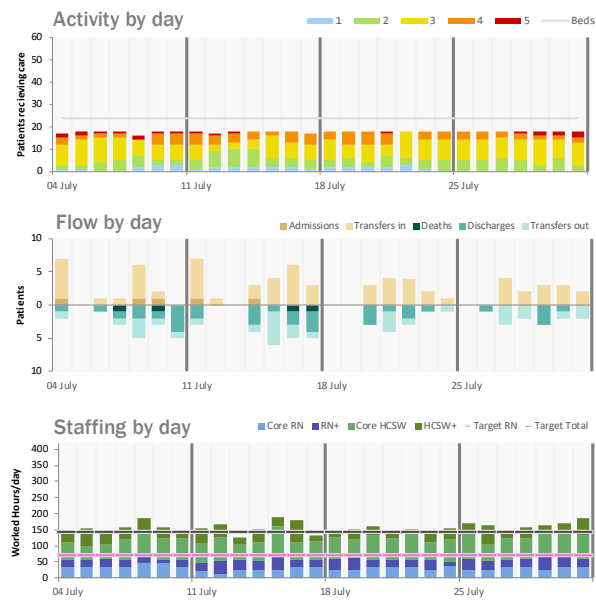 Activity by day
1 2 3 4 5 Beds
Patients recieving care
60
50
40
30
20
10
0
04 July 11 July 18 July 25 July
Flow by day
Admissions Transfers in Deaths Discharges Transfers out
Patients
10
5
0
5
10
04 July 11 July 18 July 25 July
Staffing by day
Core RN RN+ Core HCSW HCSW+ Target RN Target Total
Worked Hours/day
400
350
300
250
200
150
100
50
0
04 July 11 July 18 July 25 July